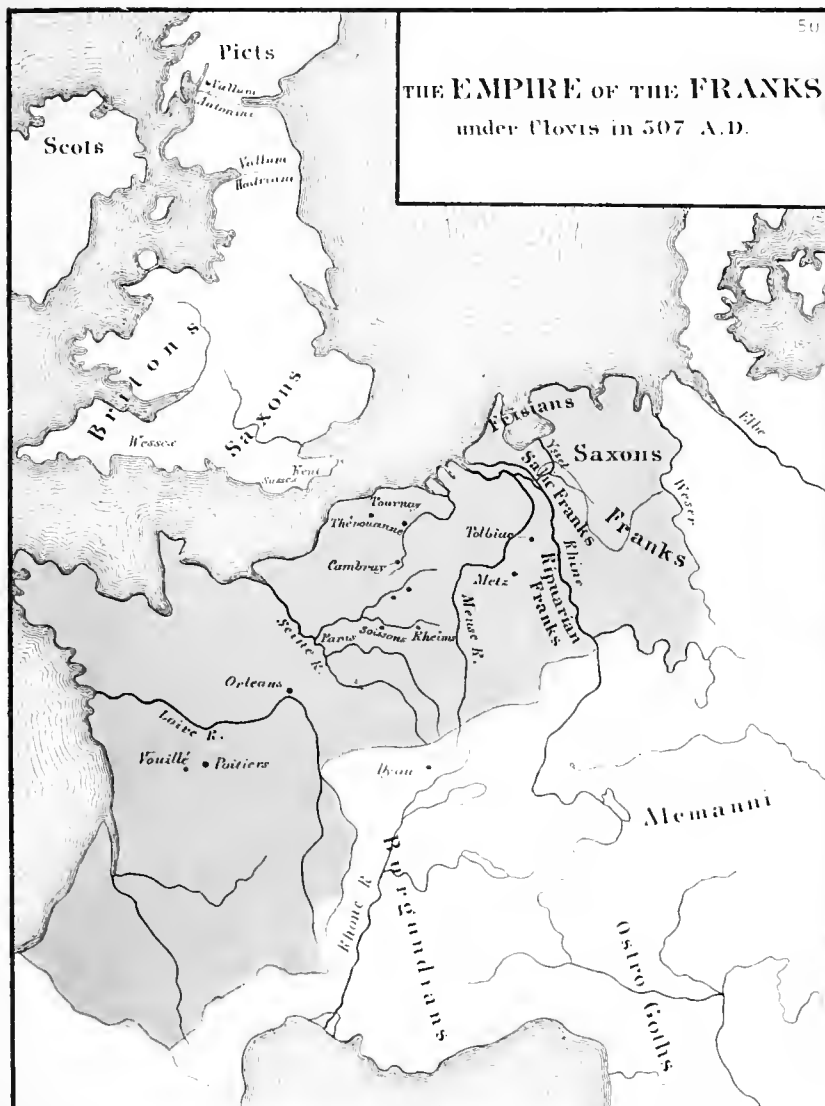 50
THE EMPIRE OF THE FRANKS
under Clovis in 507 A.D.
Picts
Vallum
Antonini
Scots
Vallum
Hadriani
Britons
Saxons
Wessex
Kent
Sussex
Frisians
Saxons
Elbe
Weser
Yssel
Salic Franks
Franks
Tournay
Thérouanne
Tolbiac
Rhine
Cambray
Metz
Ripuarian
Franks
Meuse R.
Seine R.
Paris
Soissons
Rheims
Orleans
Loire R.
Vouillé
Poitiers
Dyon
Alemanni
Burgundians
Rhone R.
Ostro Goths